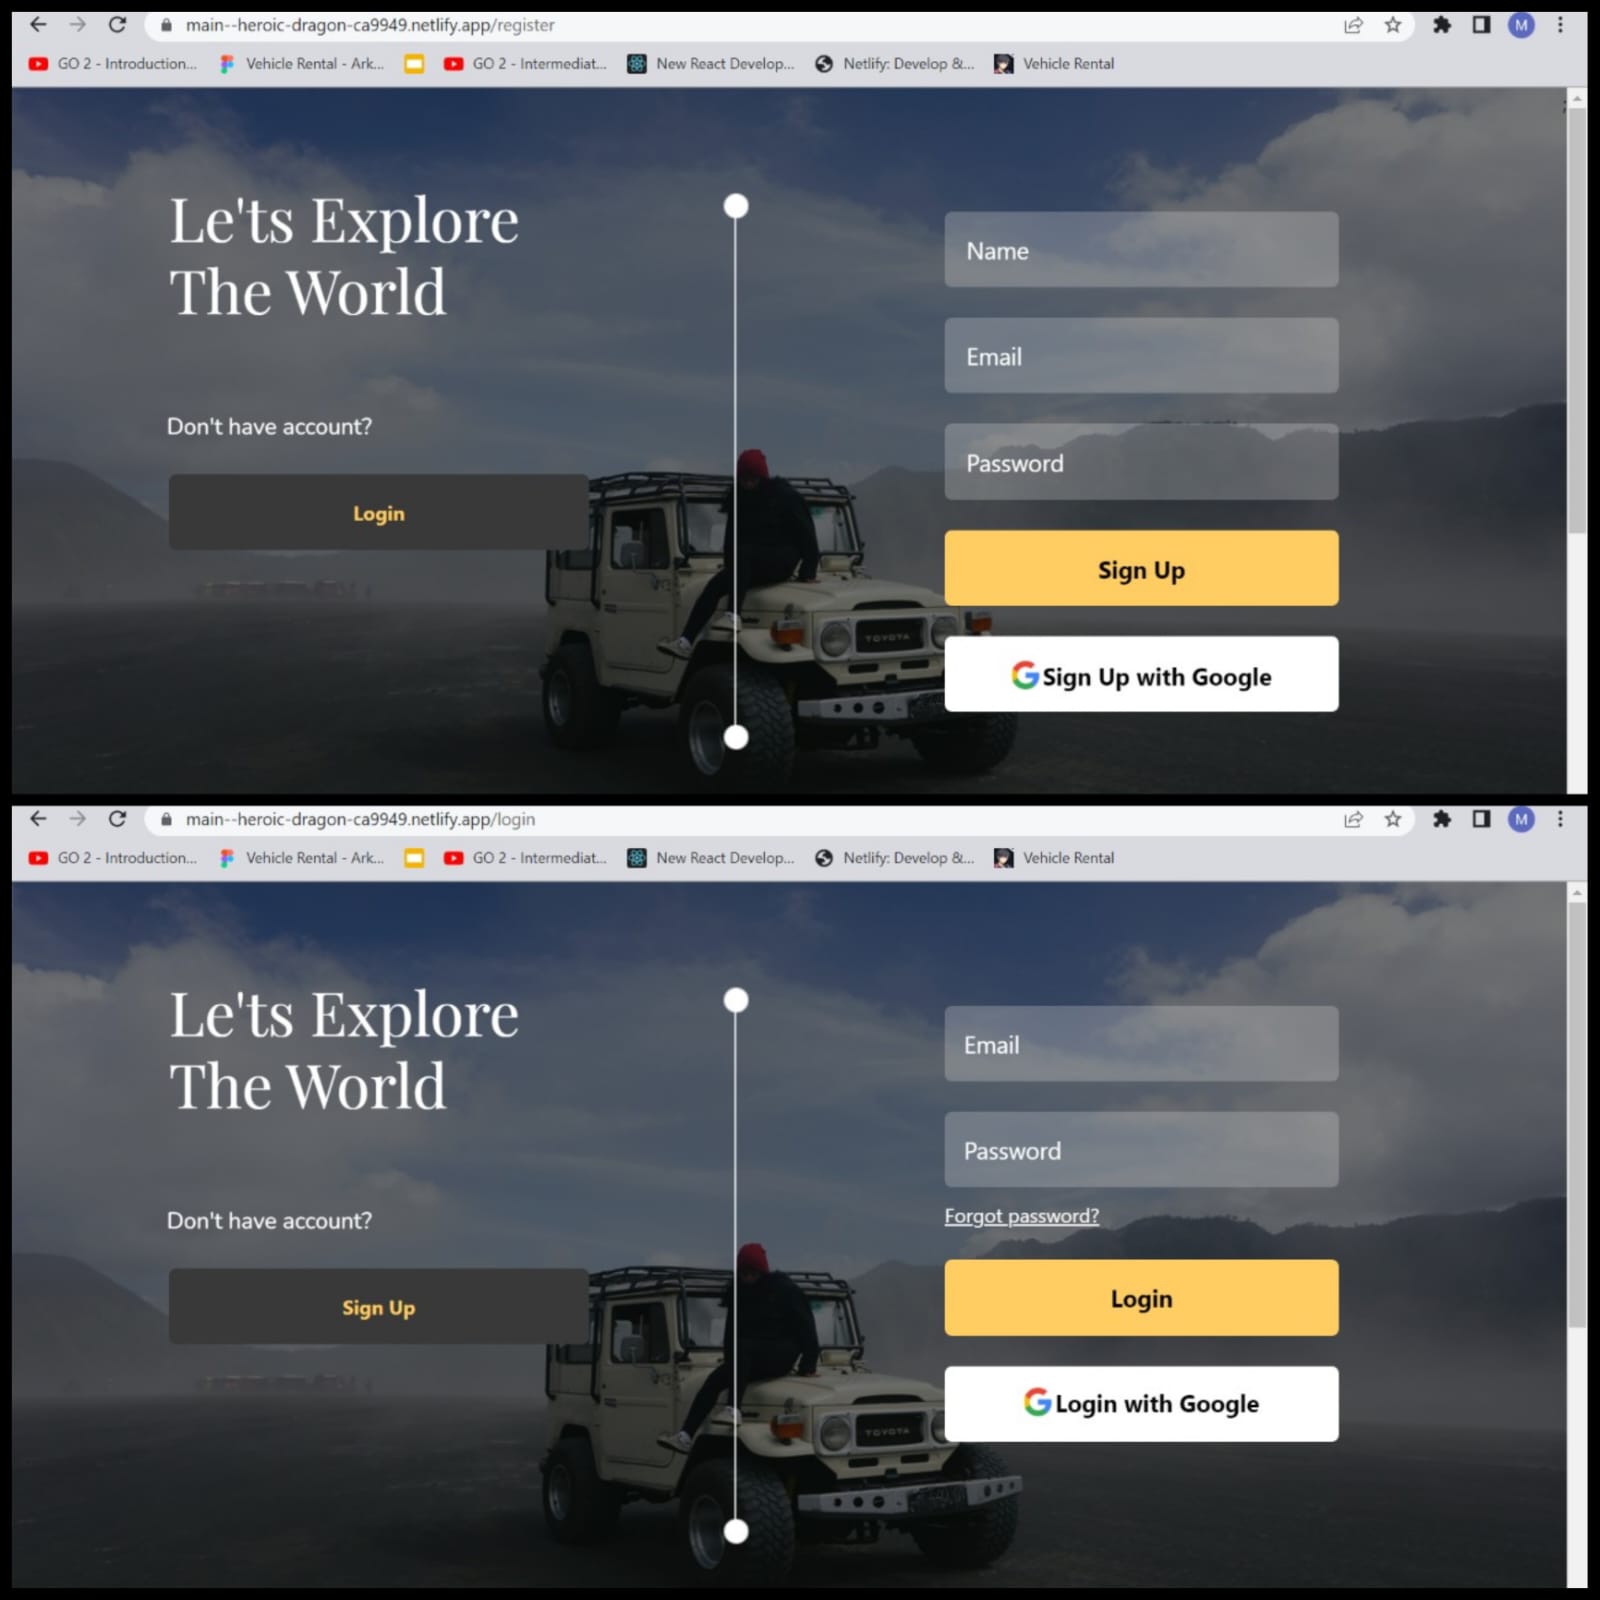 main--heroic-dragon-ca9949.netlify.app/register
M
GO 2 - Introduction... Vehicle Rental - Ark... GO 2 - Intermediat... New React Develop... Netlify: Develop &... Vehicle Rental
Le'ts Explore
The World
Don't have account?
Login
Name
Email
Password
Sign Up
Sign Up with Google
TOYOTA
main--heroic-dragon-ca9949.netlify.app/login
M
GO 2 - Introduction... Vehicle Rental - Ark... GO 2 - Intermediat... New React Develop... Netlify: Develop &... Vehicle Rental
Le'ts Explore
The World
Don't have account?
Sign Up
Email
Password
Forgot password?
Login
Login with Google
TOYOTA